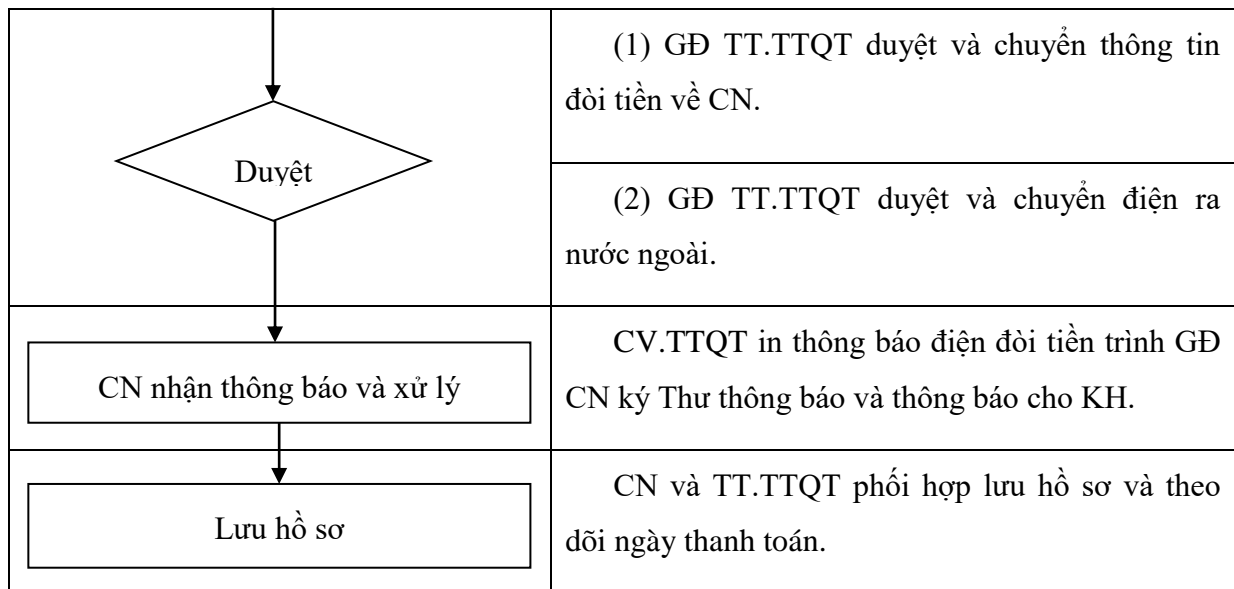 (1) GĐ TT.TTQT duyệt và chuyển thông tin
đòi tiền về CN.
Duyệt
(2) GĐ TT.TTQT duyệt và chuyển điện ra
nước ngoài.
CN nhận thông báo và xử lý
CV.TTQT in thông báo điện đòi tiền trình GĐ
CN ký Thư thông báo và thông báo cho KH.
Lưu hồ sơ
CN và TT.TTQT phối hợp lưu hồ sơ và theo
dõi ngày thanh toán.